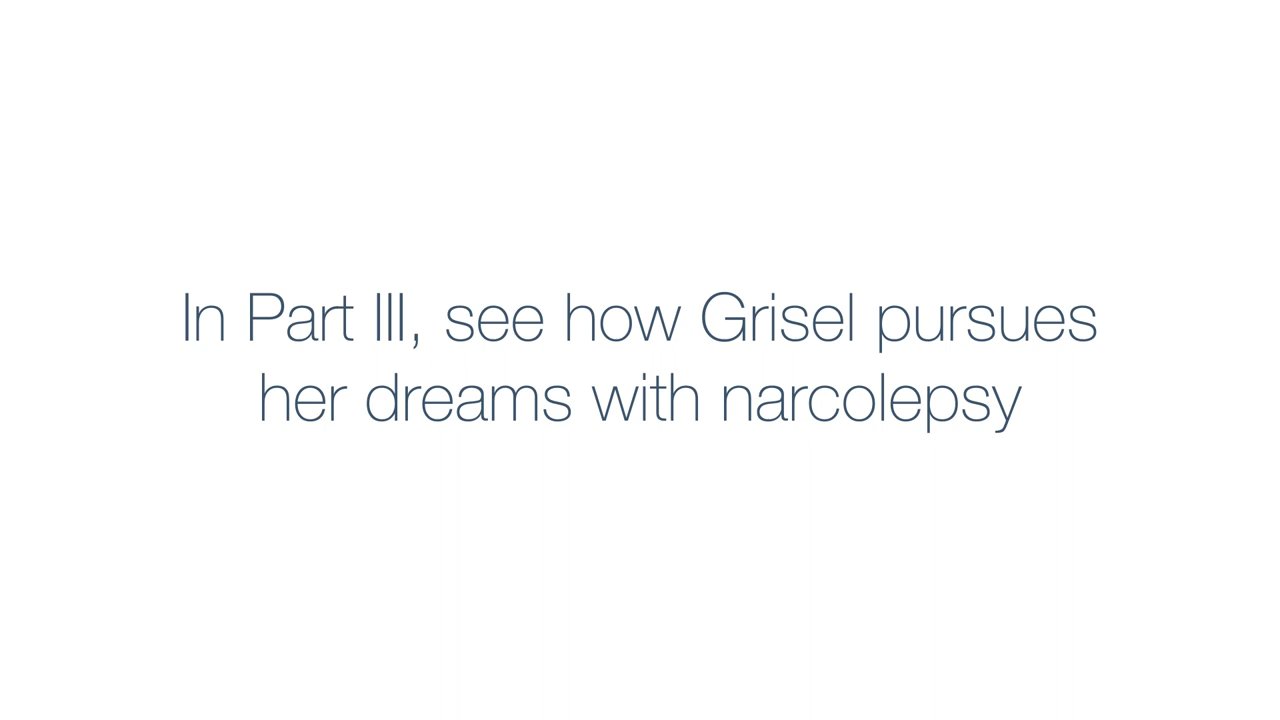 In Part III, see how Grisel pursues
her dreams with narcolepsy